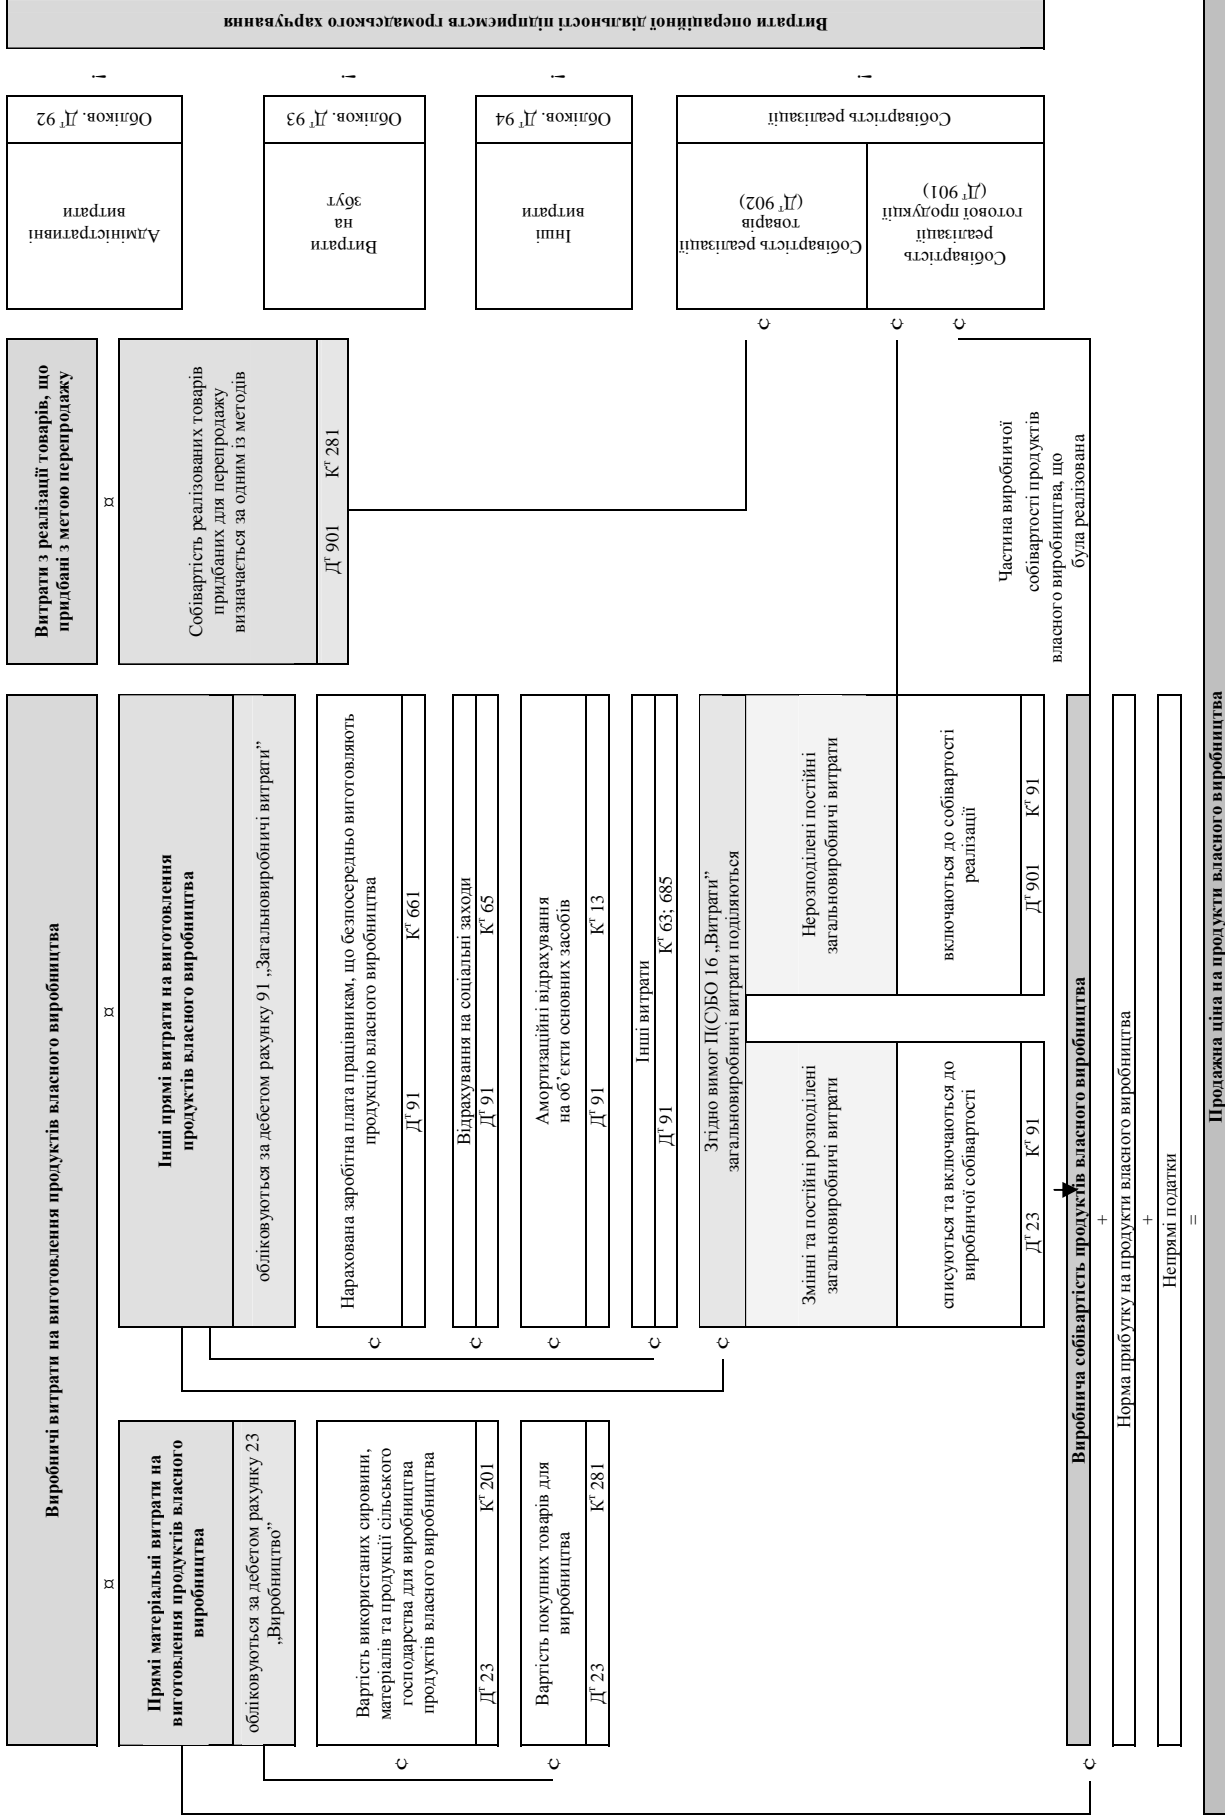 Виробничі витрати на виготовлення продуктів власного виробництва
Витрати з реалізації товарів, що
придбані з метою перепродажу
¤
¤
¤
Прямі матеріальні витрати на
виготовлення продуктів власного
виробництва
обліковуються за дебетом рахунку 23
„Виробництво”
Вартість використаних сировини,
матеріалів та продукції сільського
господарства для виробництва
продуктів власного виробництва
Дт 23 Кт 201
Вартість покупних товарів для
виробництва
Дт 23 Кт 281
Інші прямі витрати на виготовлення
продуктів власного виробництва
обліковуються за дебетом рахунку 91 „Загальновиробничі витрати”
Нарахована заробітна плата працівникам, що безпосередньо виготовляють
продукцію власного виробництва
Дт 91 Кт 661
Відрахування на соціальні заходи
Дт 91 Кт 65
Амортизаційні відрахування
на об’єкти основних засобів
Дт 91 Кт 13
Інші витрати
Дт 91 Кт 63; 685
Згідно вимог П(С)БО 16 „Витрати”
загальновиробничі витрати поділяються
Змінні та постійні розподілені
загальновиробничі витрати
списуються та включаються до
виробничої собівартості
Дт 23 Кт 91
Нерозподілені постійні
загальновиробничі витрати
включаються до собівартості
реалізації
Дт 901 Кт 91
Собівартість реалізованих товарів
придбаних для перепродажу
визначається за одним із методів
Дт 901 Кт 281
Частина виробничої
собівартості продуктів
власного виробництва, що
була реалізована
Виробнича собівартість продуктів власного виробництва
+
Норма прибутку на продукти власного виробництва
+
Непрямі податки
=
Продажна ціна на продукти власного виробництва
Витрати операційної діяльності підприємств громадського харчування
Собівартість реалізації
Собівартість
реалізації
готової продукції
(Дт 901)
Собівартість реалізації
товарів
(Дт 902)
Обліков. Дт 94
Інші
витрати
Обліков. Дт 93
Витрати
на
збут
Обліков. Дт 92
Адміністративні
витрати